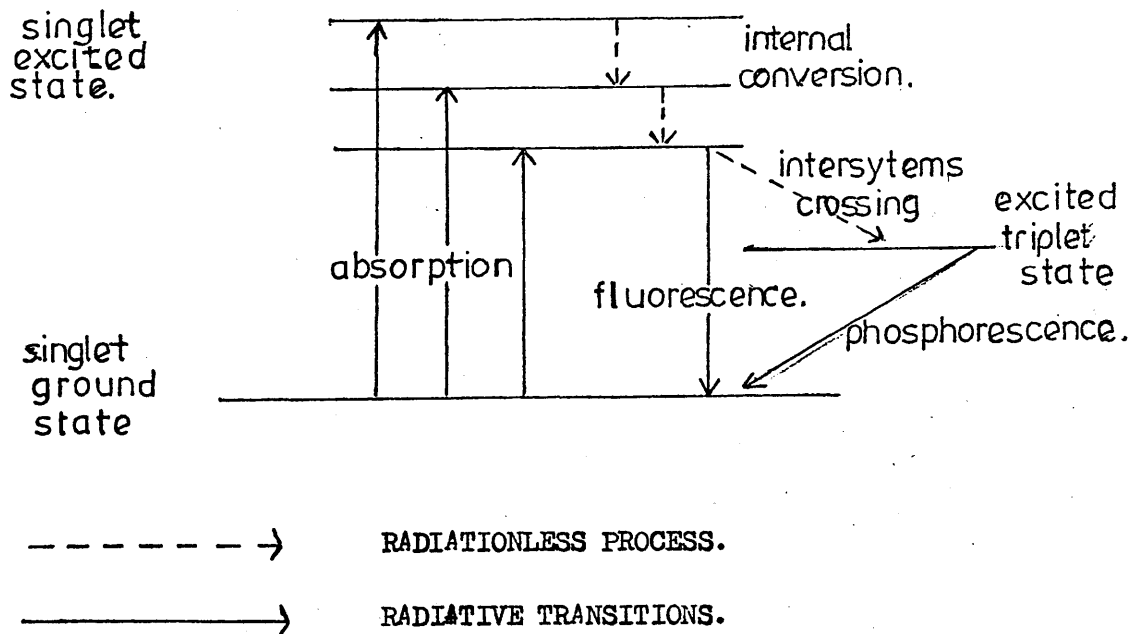 singlet
excited
state.
internal
conversion.
intersytems
crossing
excited
triplet
state
absorption
fluorescence.
phosphorescence.
singlet
ground
state
RADIATIONLESS PROCESS.
RADIATIVE TRANSITIONS.